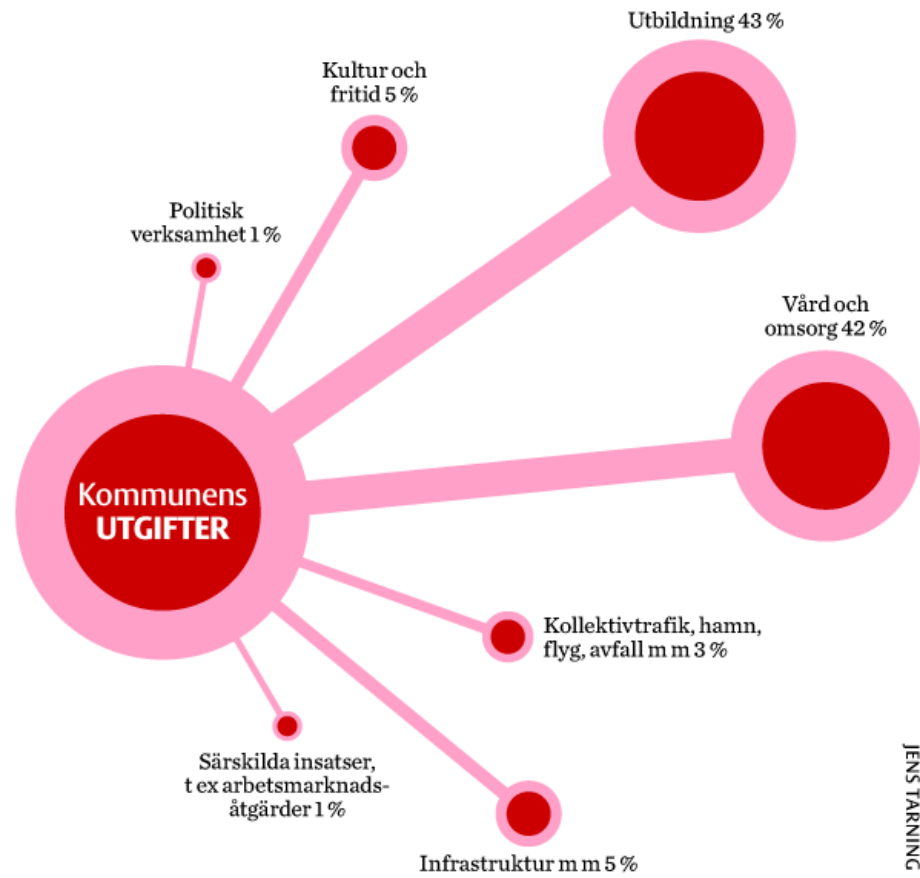 Utbildning 43 %
Kultur och
fritid 5 %
Politisk
verksamhet 1 %
Vård och
omsorg 42 %
Kommunens
UTGIFTER
Kollektivtrafik, hamn,
flyg, avfall m m 3 %
Särskilda insatser,
t ex arbetsmarknads-
åtgärder 1 %
Infrastruktur m m 5 %
JENS TÄRNING